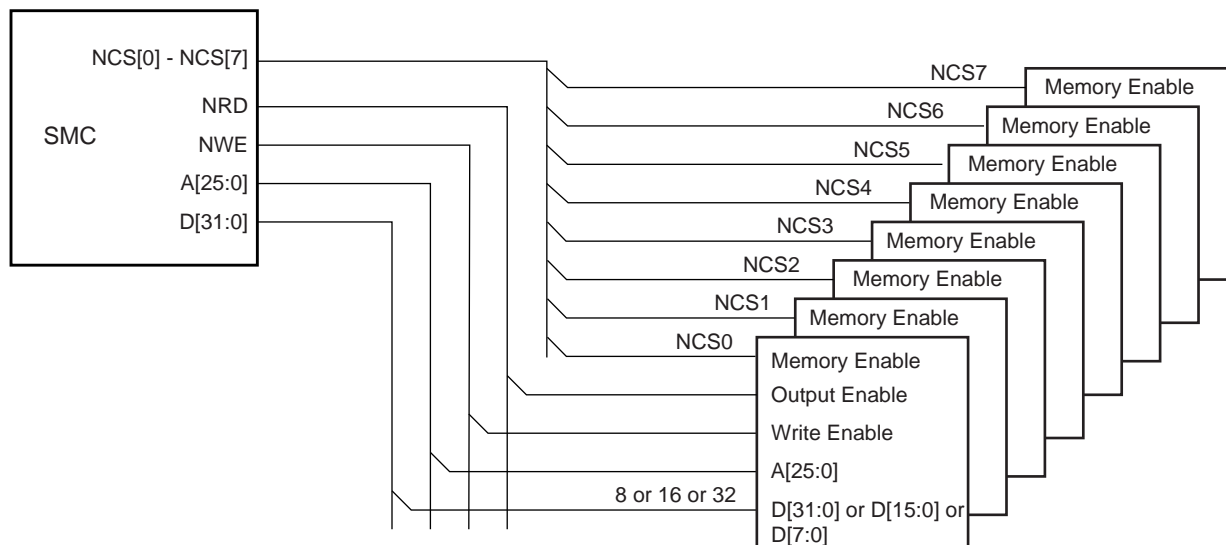 NCS[0] - NCS[7]
NRD
SMC
NWE
A[25:0]
D[31:0]
NCS7
Memory Enable
NCS6
Memory Enable
NCS5
Memory Enable
NCS4
Memory Enable
NCS3
Memory Enable
NCS2
Memory Enable
NCS1
Memory Enable
NCS0
Memory Enable
Output Enable
Write Enable
A[25:0]
8 or 16 or 32
D[31:0] or D[15:0] or
D[7:0]